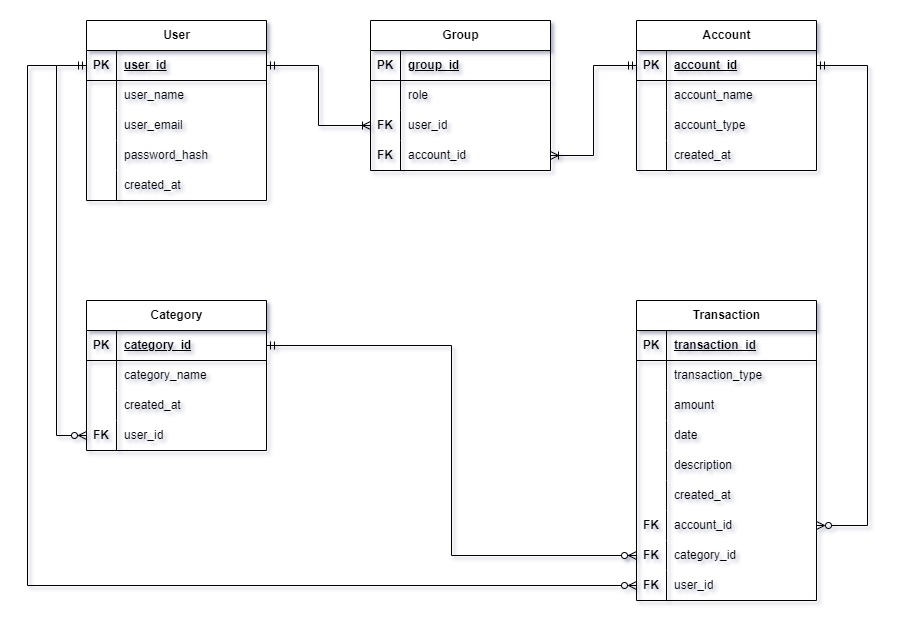 User
PK user_id
user_name
user_email
password_hash
created_at
Group
PK group_id
role
FK user_id
FK account_id
Account
PK account_id
account_name
account_type
created_at
Category
PK category_id
category_name
created_at
FK user_id
Transaction
PK transaction_id
transaction_type
amount
date
description
created_at
FK account_id
FK category_id
FK user_id